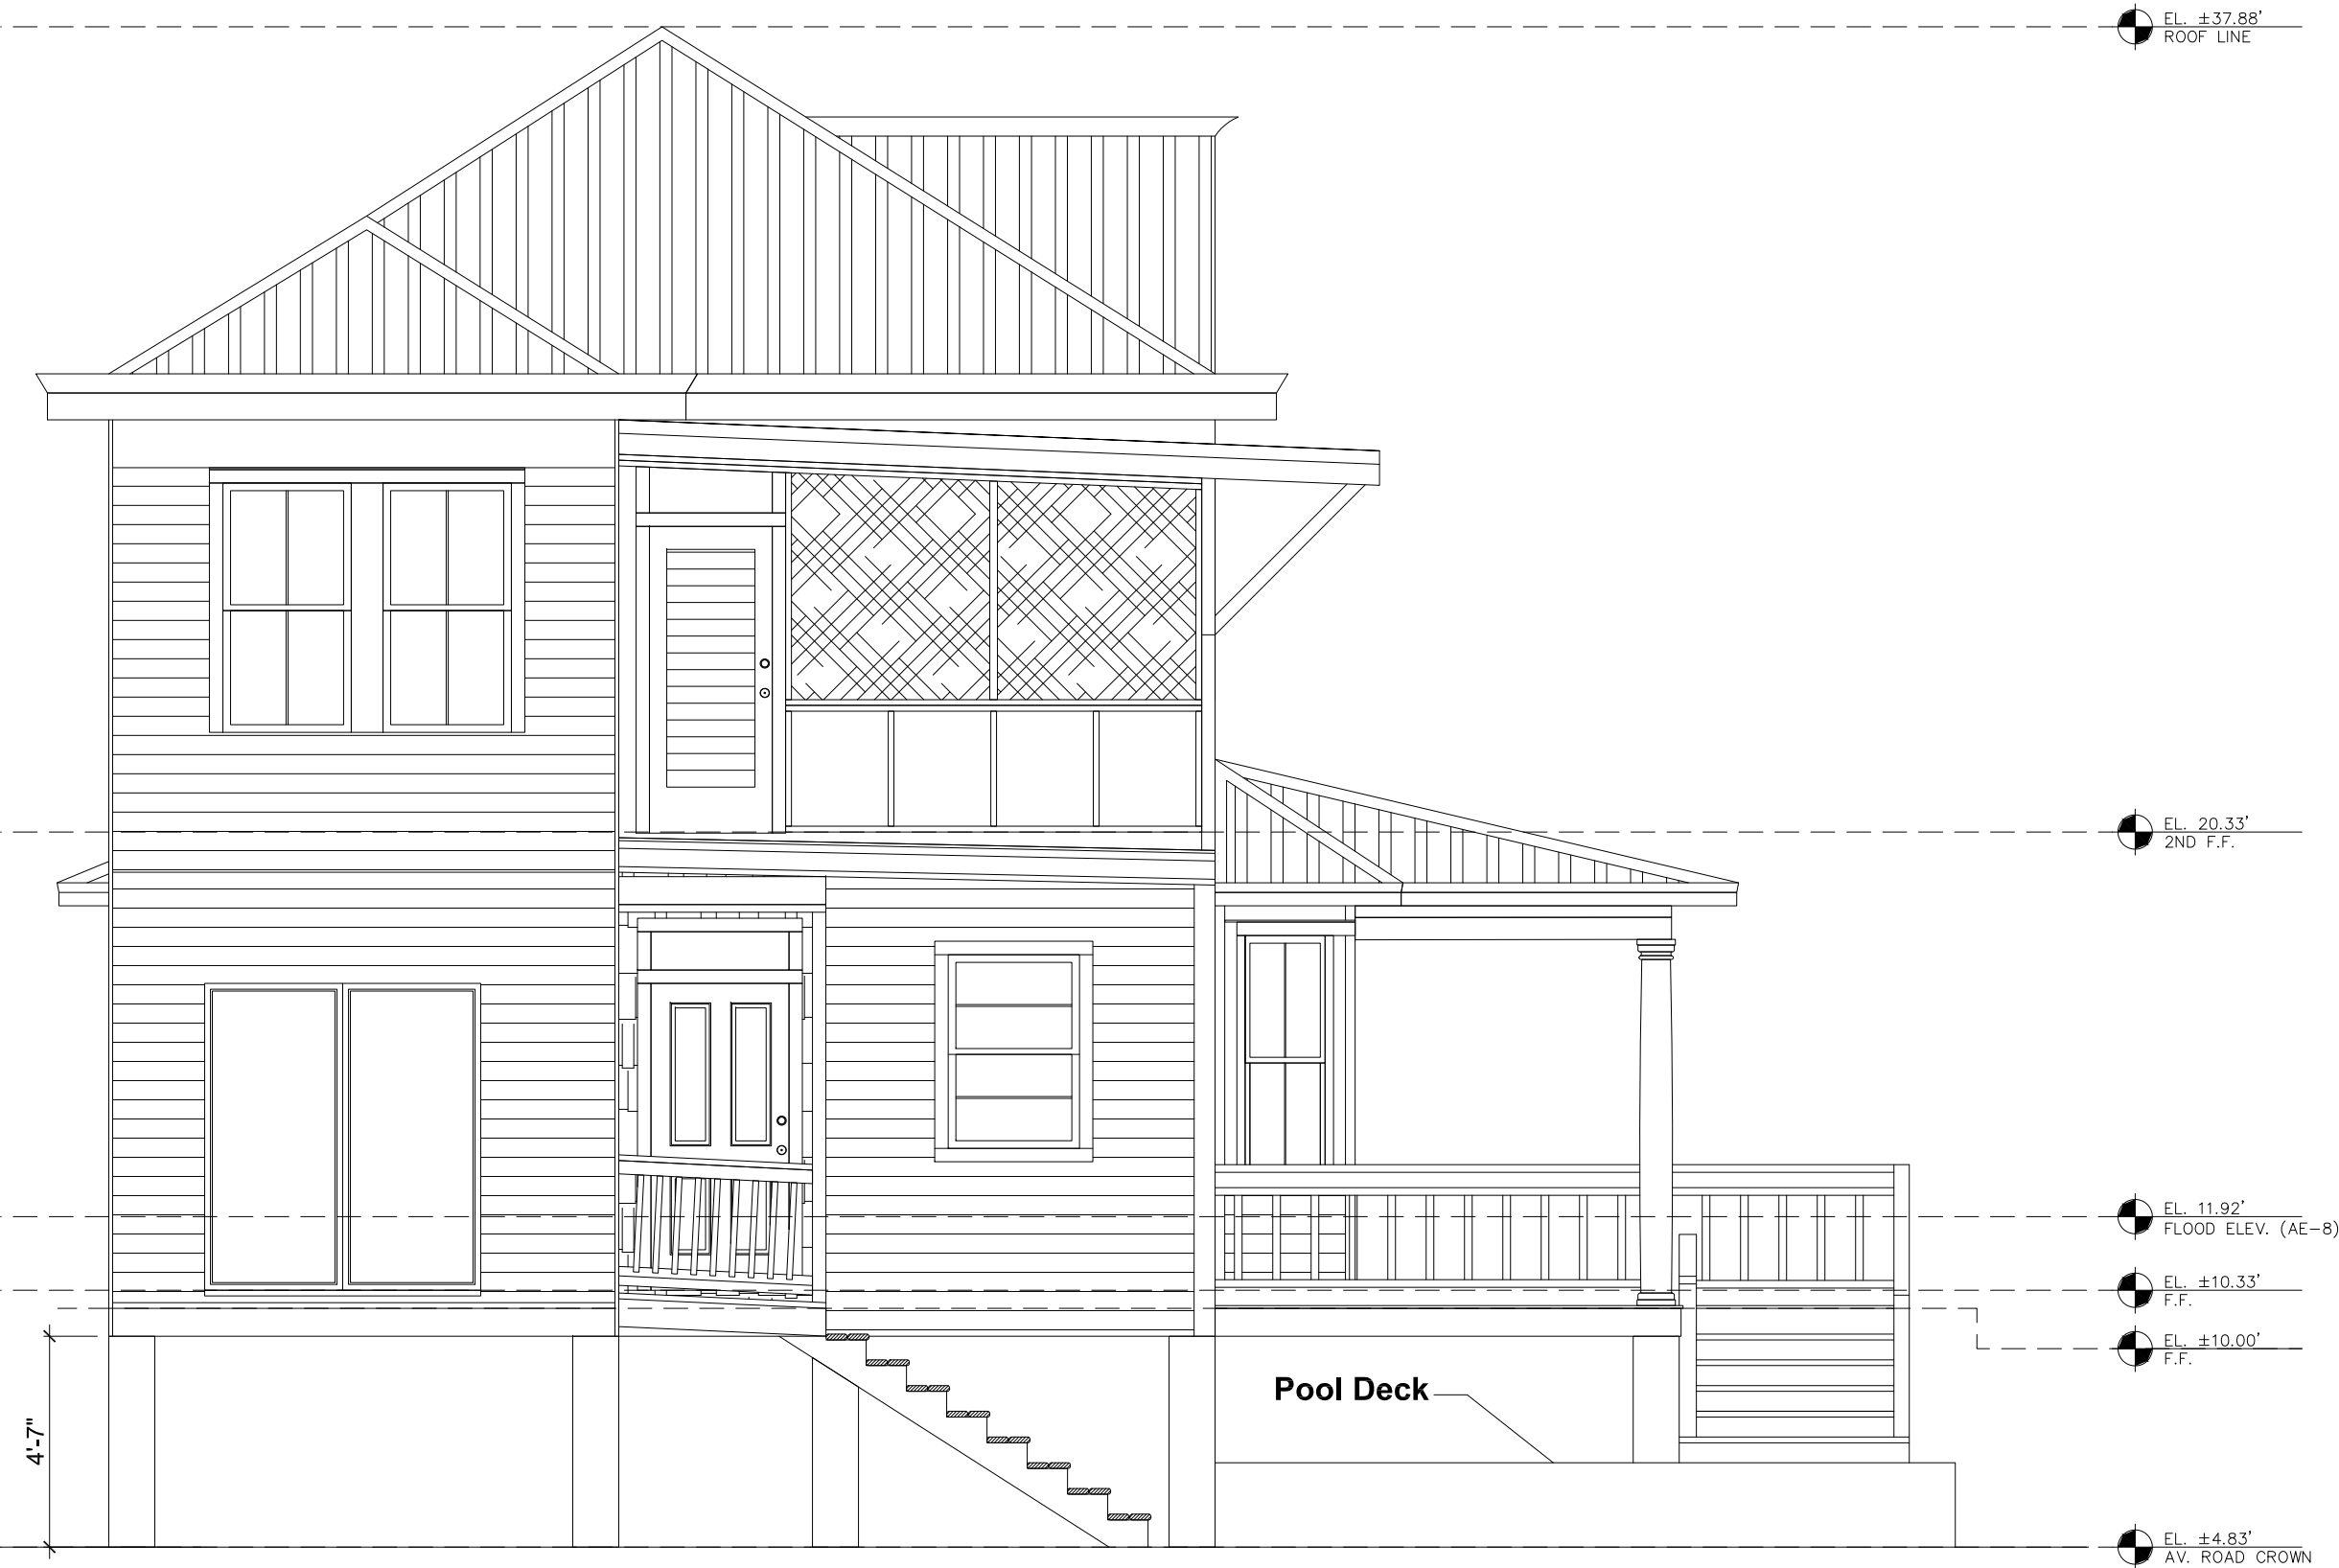 EL. ±37.88'
ROOF LINE
EL. 20.33'
2ND F.F.
EL. 11.92'
FLOOD ELEV. (AE-8)
EL. ±10.33'
F.F.
EL. ±10.00'
F.F.
Pool Deck
4'-7"
EL. ±4.83'
AV. ROAD CROWN